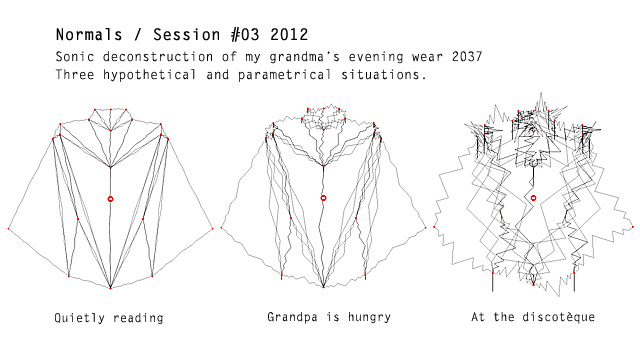 Normals / Session #03 2012
Sonic deconstruction of my grandma's evening wear 2037
Three hypothetical and parametrical situations.
Quietly reading
Grandpa is hungry
At the discotèque